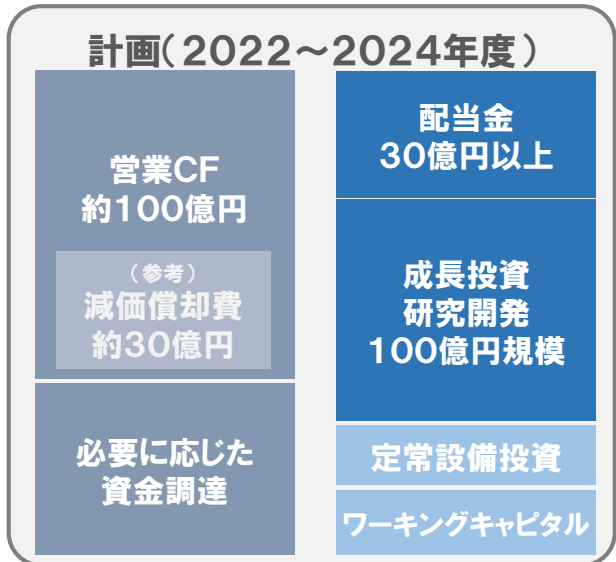 計画(2022～2024年度)
営業CF
約100億円
(参考)
減価償却費
約30億円
必要に応じた
資金調達
配当金
30億円以上
成長投資
研究開発
100億円規模
定常設備投資
ワーキングキャピタル